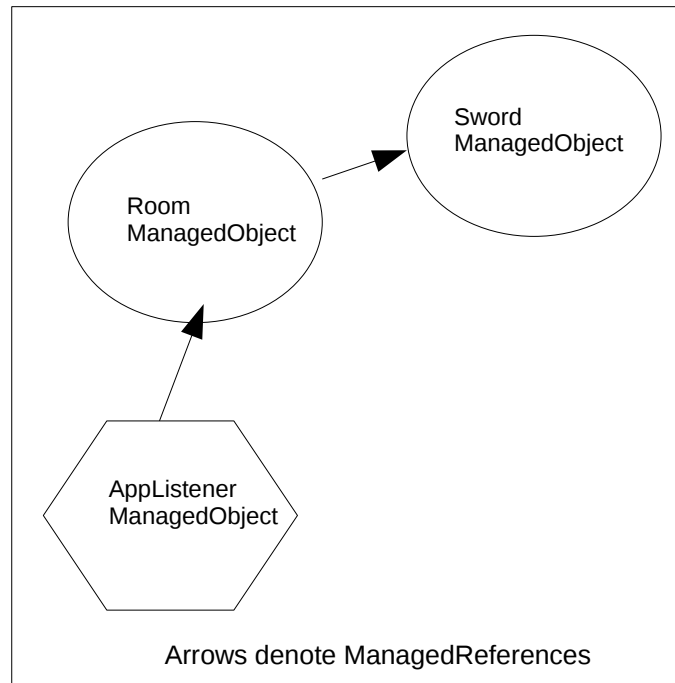 Sword
ManagedObject
Room
ManagedObject
AppListener
ManagedObject
Arrows denote ManagedReferences